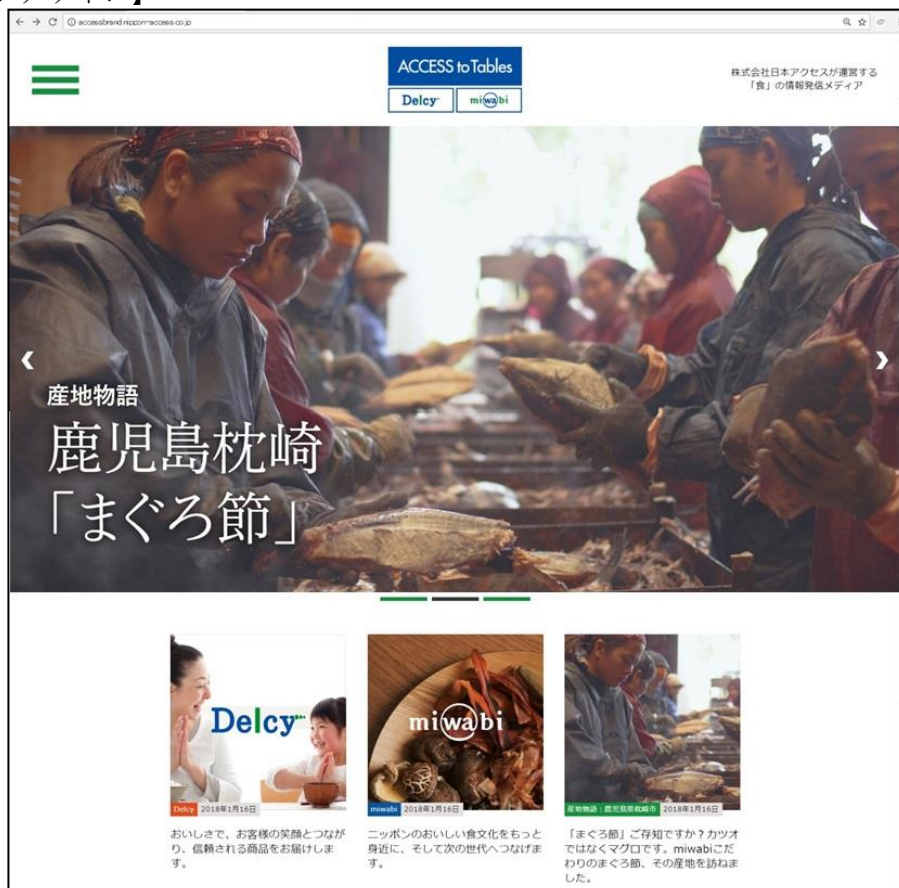 accessbrand.nippon-access.co.jp
ACCESS to Tables
Delcy
miwabi
株式会社日本アクセスが運営する
「食」の情報発信メディア
産地物語
鹿児島枕崎
「まぐろ節」
Delcy
Delcy 2018年1月16日
おいしさで、お客様の笑顔とつなが
り、信頼される商品をお届けしま
す。
miwabi
miwabi 2018年1月16日
ニッポンのおいしい食文化をもっと
身近に、そして次の世代へつなげま
す。
産地物語：鹿児島県枕崎市 2018年1月16日
「まぐろ節」ご存知ですか？カツオ
ではなくマグロです。miwabiこだ
わりのまぐろ節、その産地を訪ねま
した。